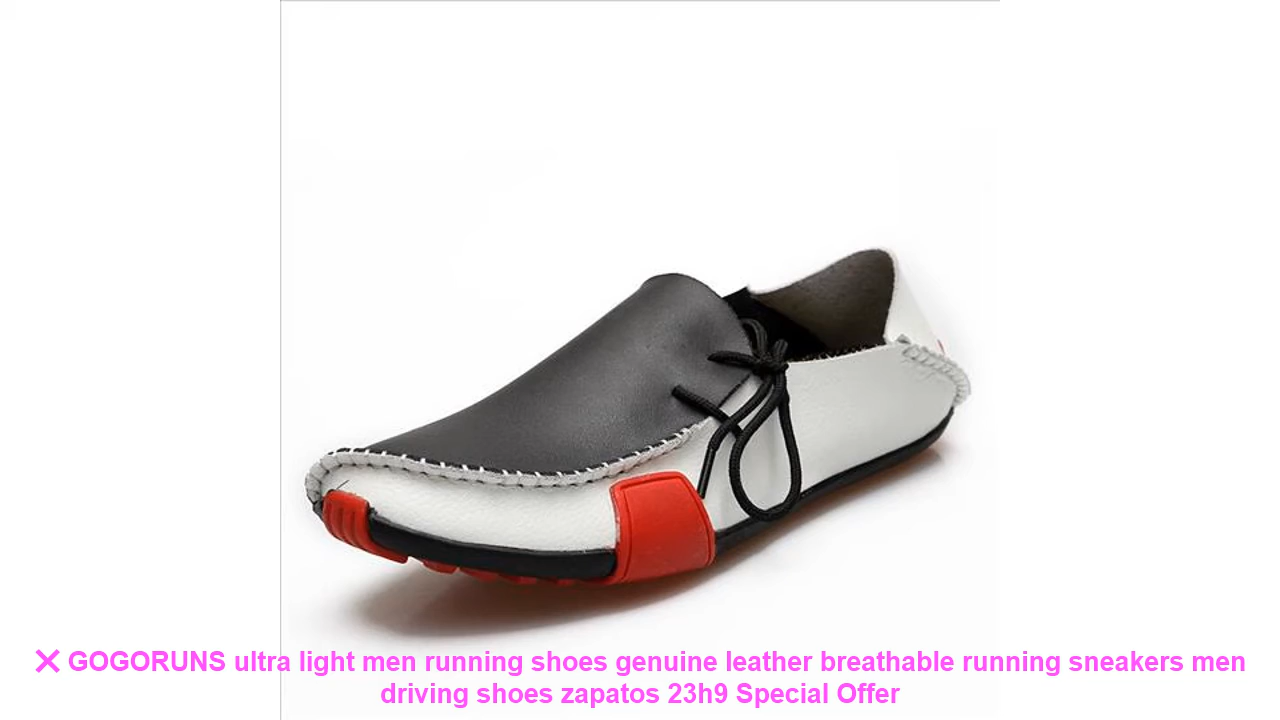 ❌ GOGORUNS ultra light men running shoes genuine leather breathable running sneakers men
driving shoes zapatos 23h9 Special Offer